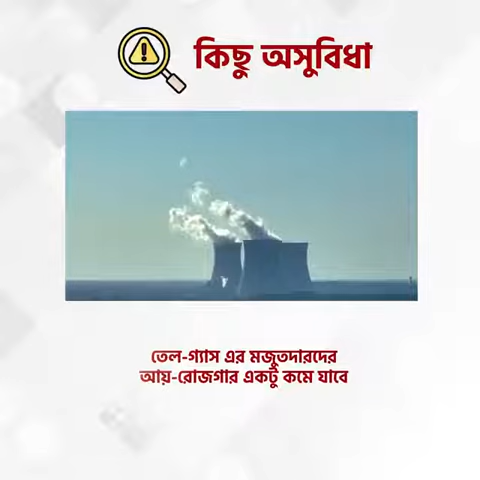 কিছু অসুবিধা
তেল-গ্যাস এর মজুতদারদের
আয়-রোজগার একটু কমে যাবে